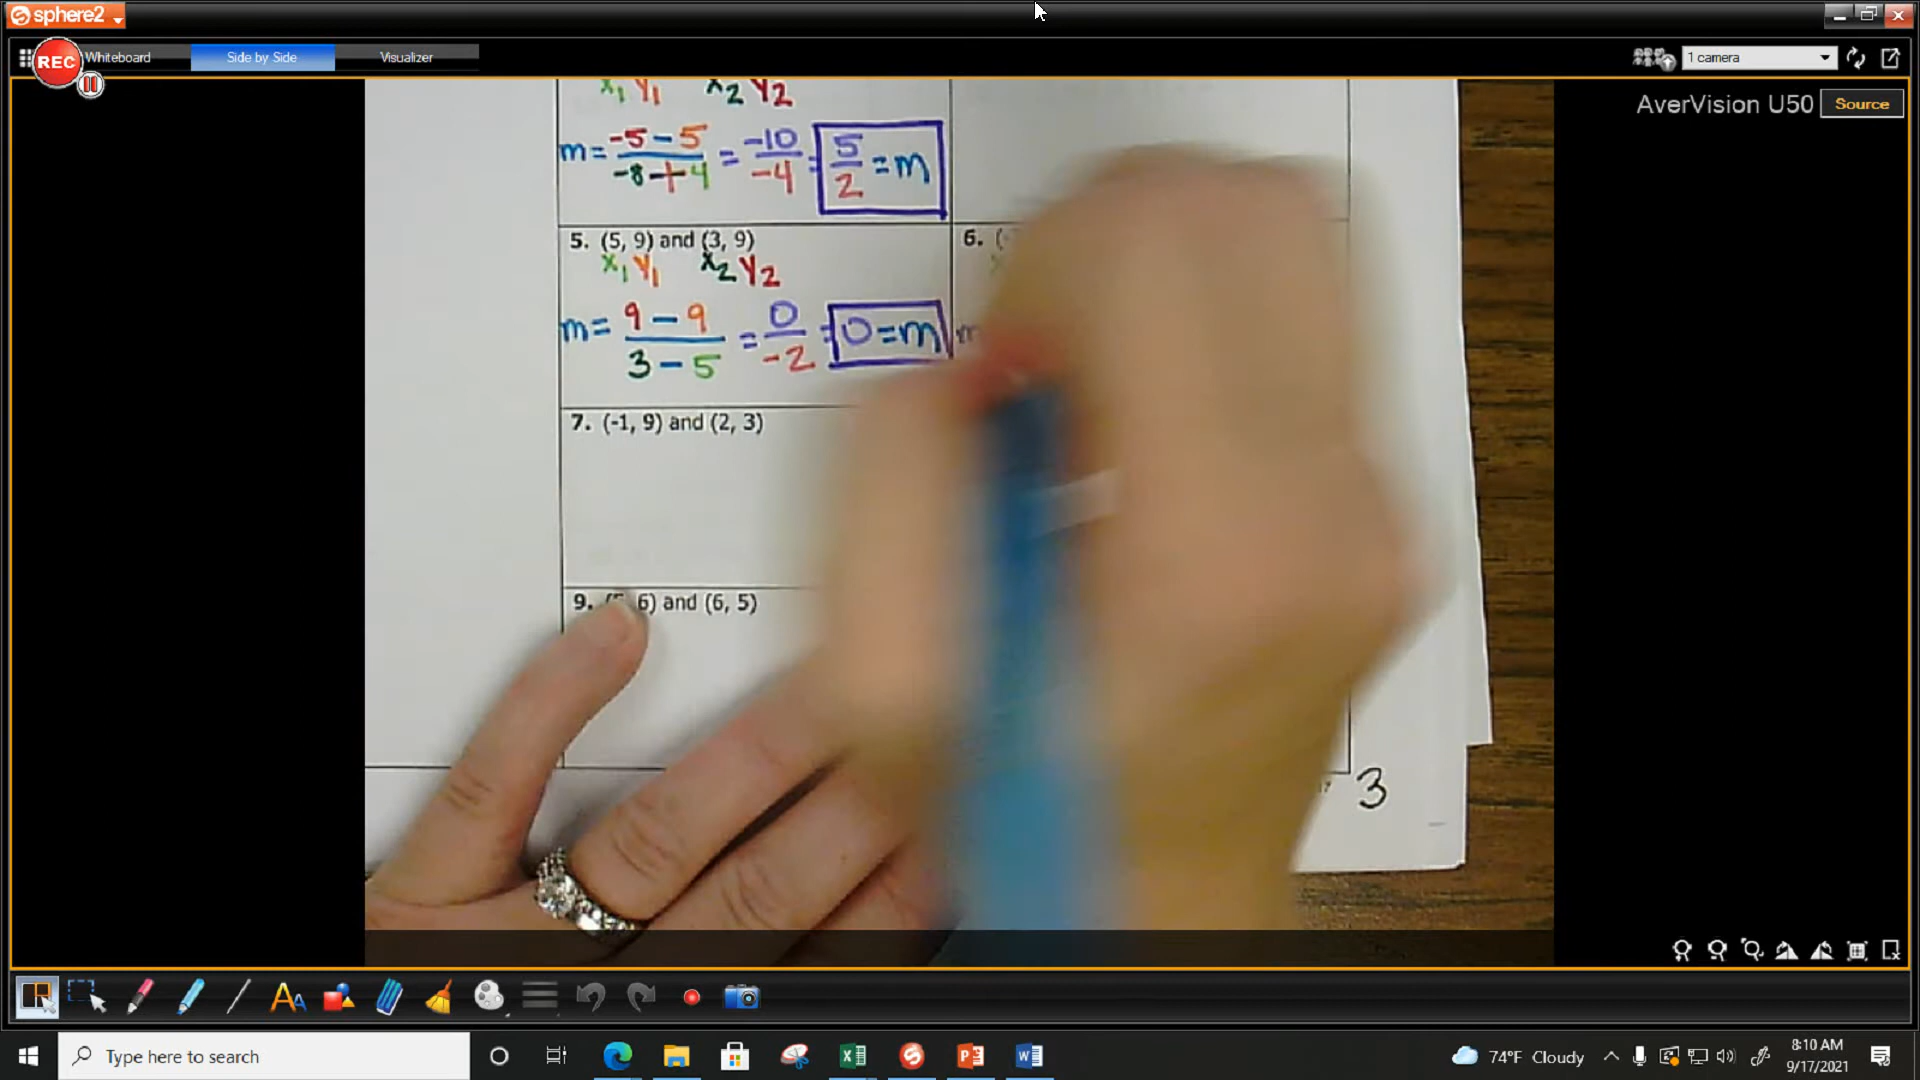 sphere2
REC
Whiteboard
Side by Side
Visualizer
1 camera
AverVision U50
Source
x₁ y₁ x₂ y₂
m = -5 - 5 / -8 + 4 = -10 / -4 = 5 / 2 = m
5. (5, 9) and (3, 9)
6. (-
x₁ y₁ x₂ y₂
m = 9 - 9 / 3 - 5 = 0 / -2 = 0 = m
m
7. (-1, 9) and (2, 3)
9. 6) and (6, 5)
3
Type here to search
74°F Cloudy
8:10 AM
9/17/2021